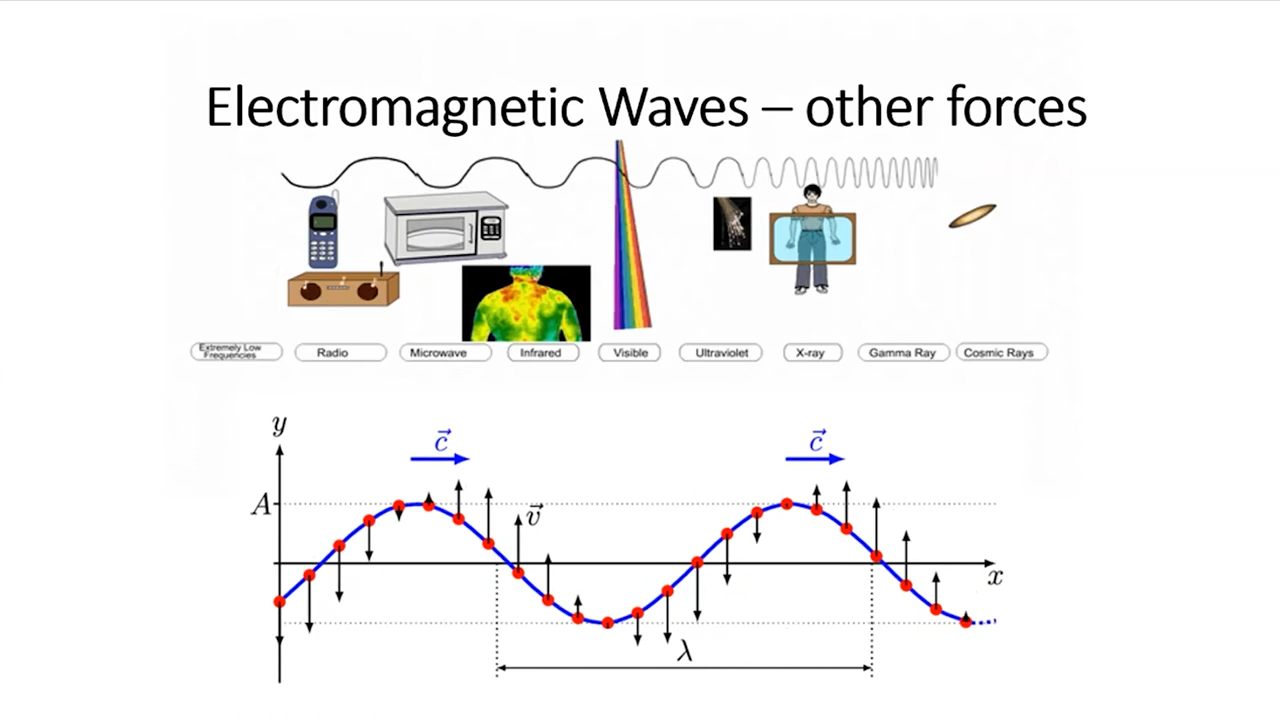 Electromagnetic Waves – other forces
Extremely Low
Frequencies
Radio
Microwave
Infrared
Visible
Ultraviolet
X-ray
Gamma Ray
Cosmic Rays
y
c⃗
c⃗
A
v⃗
x
λ